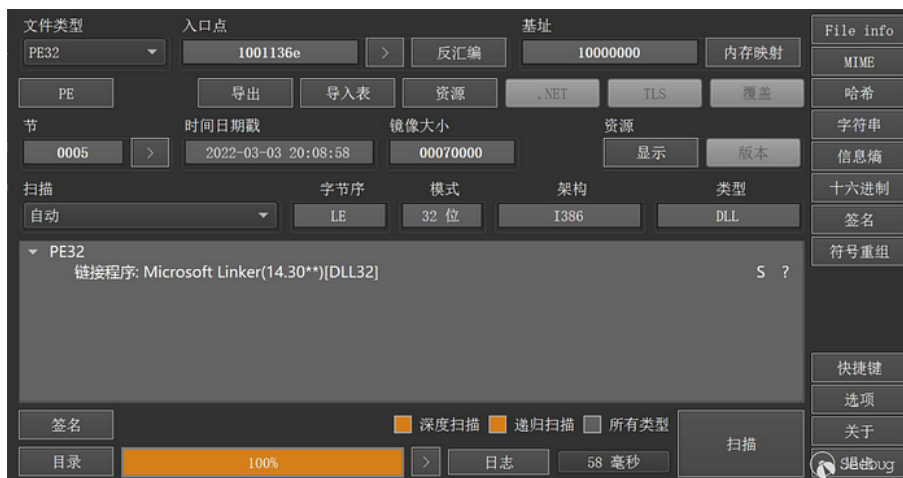 文件类型 入口点 基址 File info
PE32 1001136e > 反汇编 10000000 内存映射 MIME
PE 导出 导入表 资源 .NET TLS 覆盖 哈希
节 时间日期戳 镜像大小 资源 字符串
0005 > 2022-03-03 20:08:58 00070000 显示 版本 信息熵
扫描 字节序 模式 架构 类型 十六进制
自动 LE 32 位 I386 DLL 签名
PE32 符号重组
链接程序: Microsoft Linker(14.30**)[DLL32] S ?
快捷键
选项
签名 深度扫描 递归扫描 所有类型 扫描 关于
目录 100% > 日志 58 毫秒 Seebug